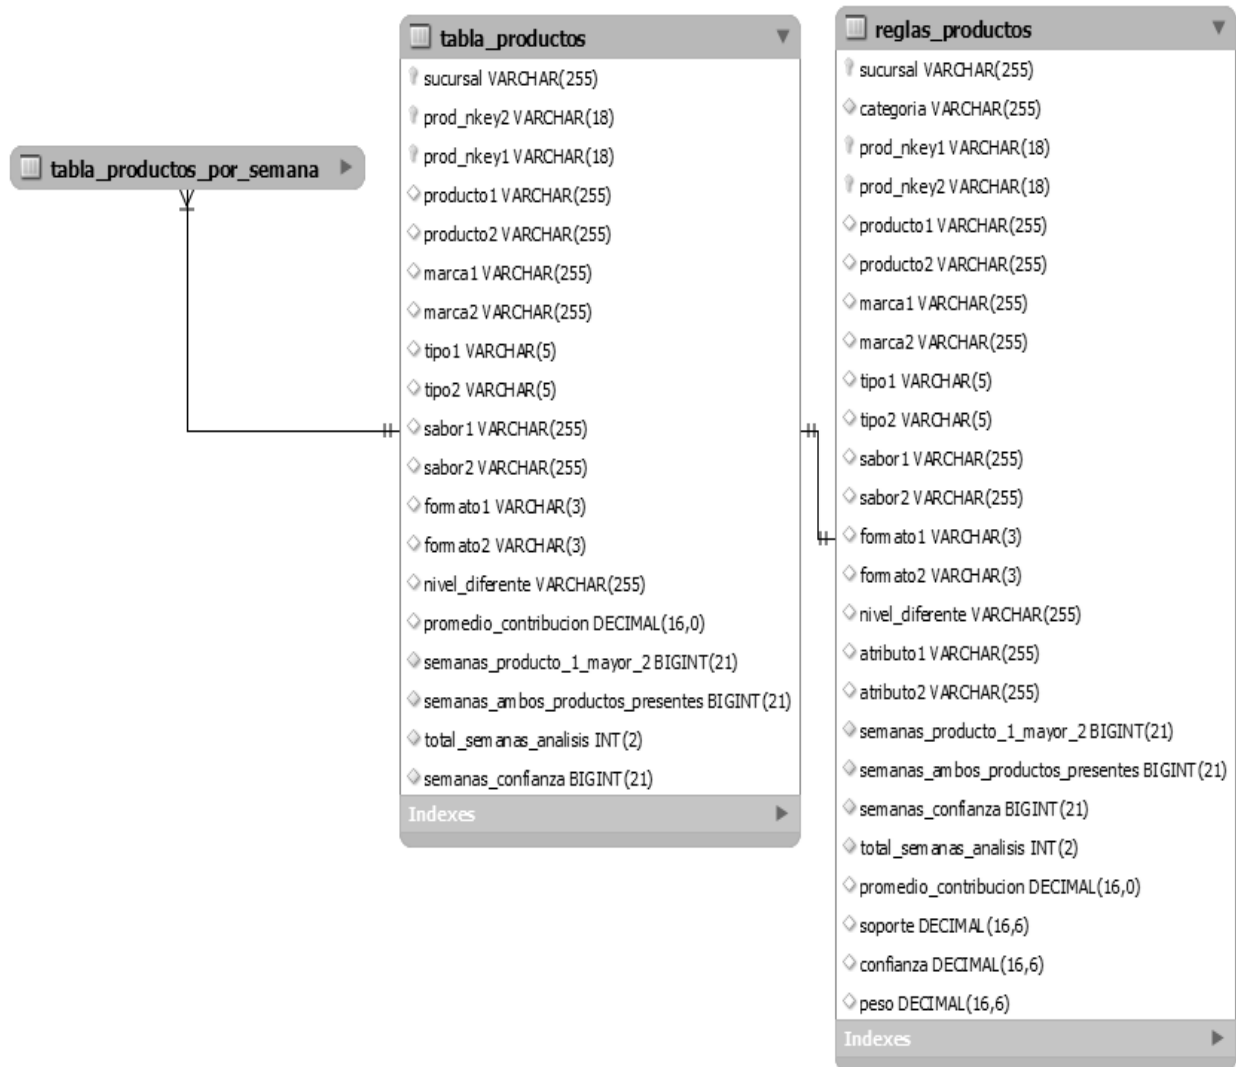 tabla_productos_por_semana
tabla_productos
sucursal VARCHAR(255)
prod_nkey2 VARCHAR(18)
prod_nkey1 VARCHAR(18)
producto1 VARCHAR(255)
producto2 VARCHAR(255)
marca1 VARCHAR(255)
marca2 VARCHAR(255)
tipo1 VARCHAR(5)
tipo2 VARCHAR(5)
sabor1 VARCHAR(255)
sabor2 VARCHAR(255)
formato1 VARCHAR(3)
formato2 VARCHAR(3)
nivel_diferente VARCHAR(255)
promedio_contribucion DECIMAL(16,0)
semanas_producto_1_mayor_2 BIGINT(21)
semanas_ambos_productos_presentes BIGINT(21)
total_semanas_analisis INT(2)
semanas_confianza BIGINT(21)
Indexes
reglas_productos
sucursal VARCHAR(255)
categoria VARCHAR(255)
prod_nkey1 VARCHAR(18)
prod_nkey2 VARCHAR(18)
producto1 VARCHAR(255)
producto2 VARCHAR(255)
marca1 VARCHAR(255)
marca2 VARCHAR(255)
tipo1 VARCHAR(5)
tipo2 VARCHAR(5)
sabor1 VARCHAR(255)
sabor2 VARCHAR(255)
formato1 VARCHAR(3)
formato2 VARCHAR(3)
nivel_diferente VARCHAR(255)
atributo1 VARCHAR(255)
atributo2 VARCHAR(255)
semanas_producto_1_mayor_2 BIGINT(21)
semanas_ambos_productos_presentes BIGINT(21)
semanas_confianza BIGINT(21)
total_semanas_analisis INT(2)
promedio_contribucion DECIMAL(16,0)
soporte DECIMAL(16,6)
confianza DECIMAL(16,6)
peso DECIMAL(16,6)
Indexes